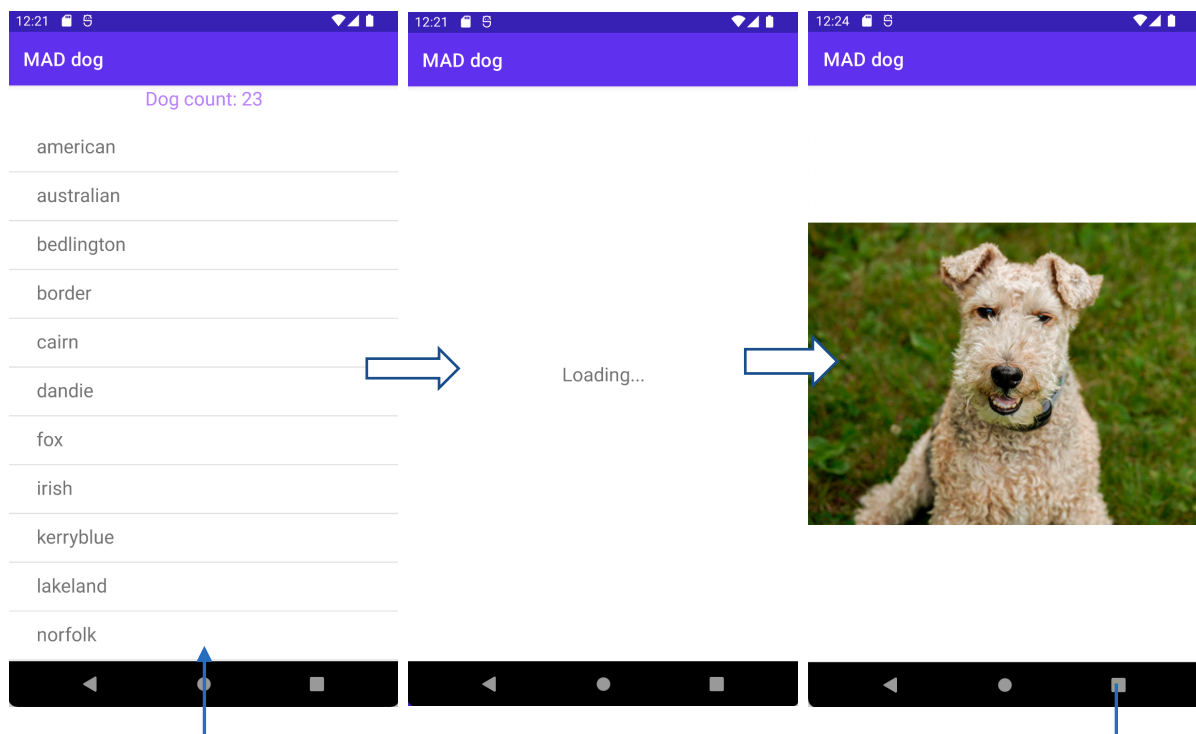 12:21
MAD dog
Dog count: 23
american
australian
bedlington
border
cairn
dandie
fox
irish
kerryblue
lakeland
norfolk
12:21
MAD dog
Loading...
12:24
MAD dog